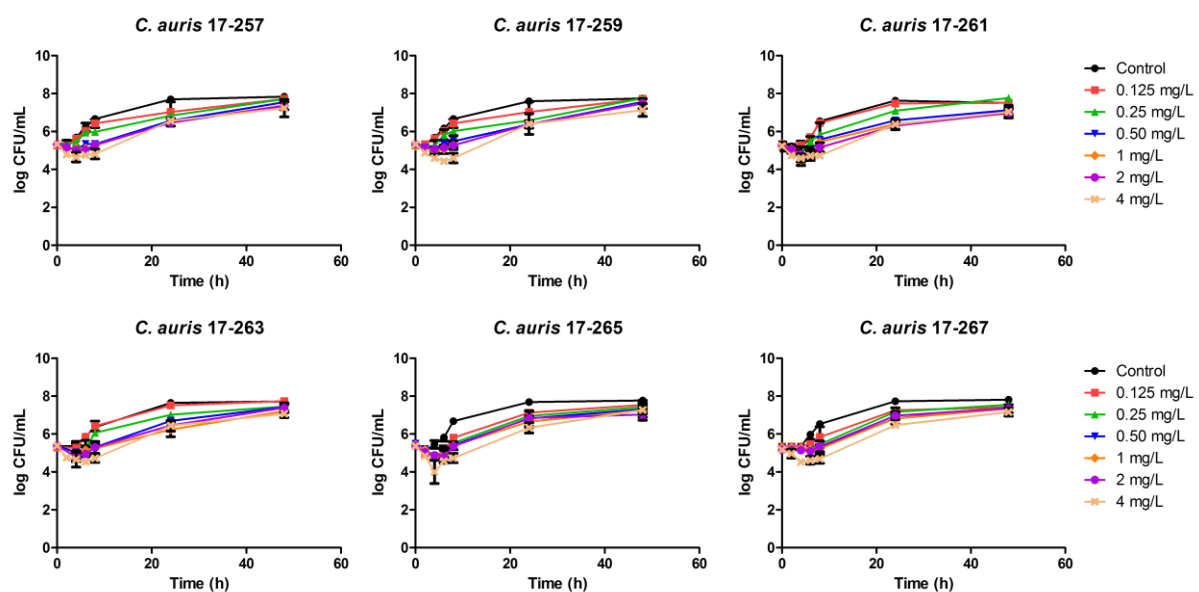 C. auris 17-257
10
8
6
4
2
0
log CFU/mL
0
20
40
60
Time (h)
C. auris 17-259
10
8
6
4
2
0
log CFU/mL
0
20
40
60
Time (h)
C. auris 17-261
10
8
6
4
2
0
log CFU/mL
0
20
40
60
Time (h)
Control
0.125 mg/L
0.25 mg/L
0.50 mg/L
1 mg/L
2 mg/L
4 mg/L
C. auris 17-263
10
8
6
4
2
0
log CFU/mL
0
20
40
60
Time (h)
C. auris 17-265
10
8
6
4
2
0
log CFU/mL
0
20
40
60
Time (h)
C. auris 17-267
10
8
6
4
2
0
log CFU/mL
0
20
40
60
Time (h)
Control
0.125 mg/L
0.25 mg/L
0.50 mg/L
1 mg/L
2 mg/L
4 mg/L